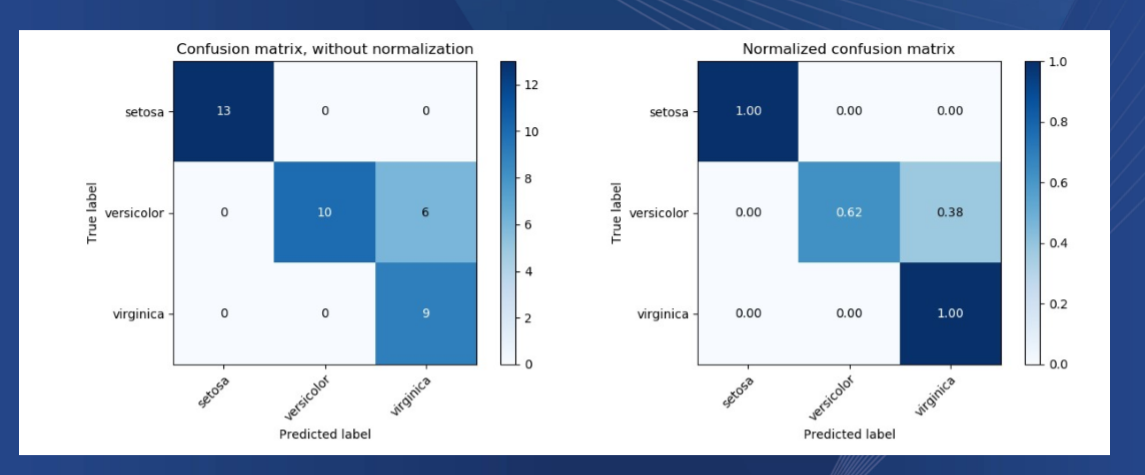 Confusion matrix, without normalization
setosa
13 0 0
versicolor
0 10 6
virginica
0 0 9
True label
setosa versicolor virginica
Predicted label
12
10
8
6
4
2
0
Normalized confusion matrix
setosa
1.00 0.00 0.00
versicolor
0.00 0.62 0.38
virginica
0.00 0.00 1.00
True label
setosa versicolor virginica
Predicted label
1.0
0.8
0.6
0.4
0.2
0.0